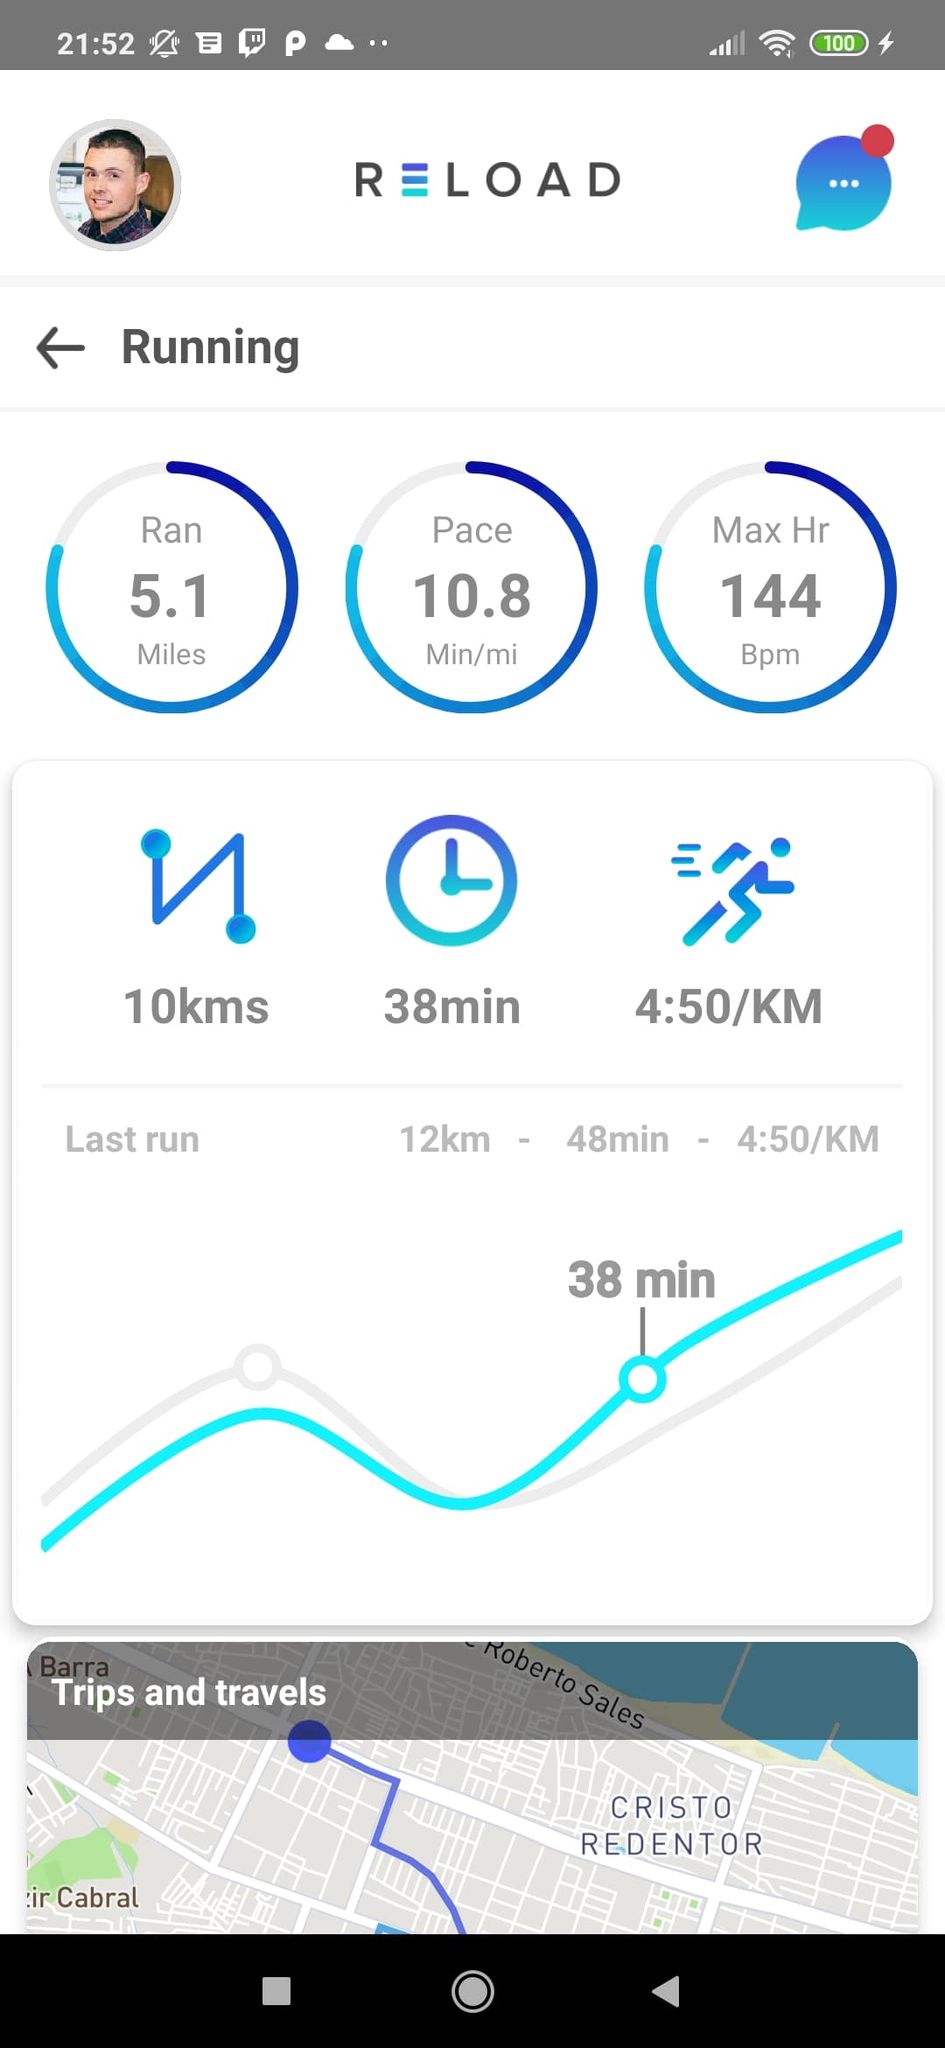 21:52
100
RELOAD
Running
Ran
5.1
Miles
Pace
10.8
Min/mi
Max Hr
144
Bpm
10kms
38min
4:50/KM
Last run 12km - 48min - 4:50/KM
38 min
Barra
Roberto Sales
Trips and travels
CRISTO
REDENTOR
ir Cabral